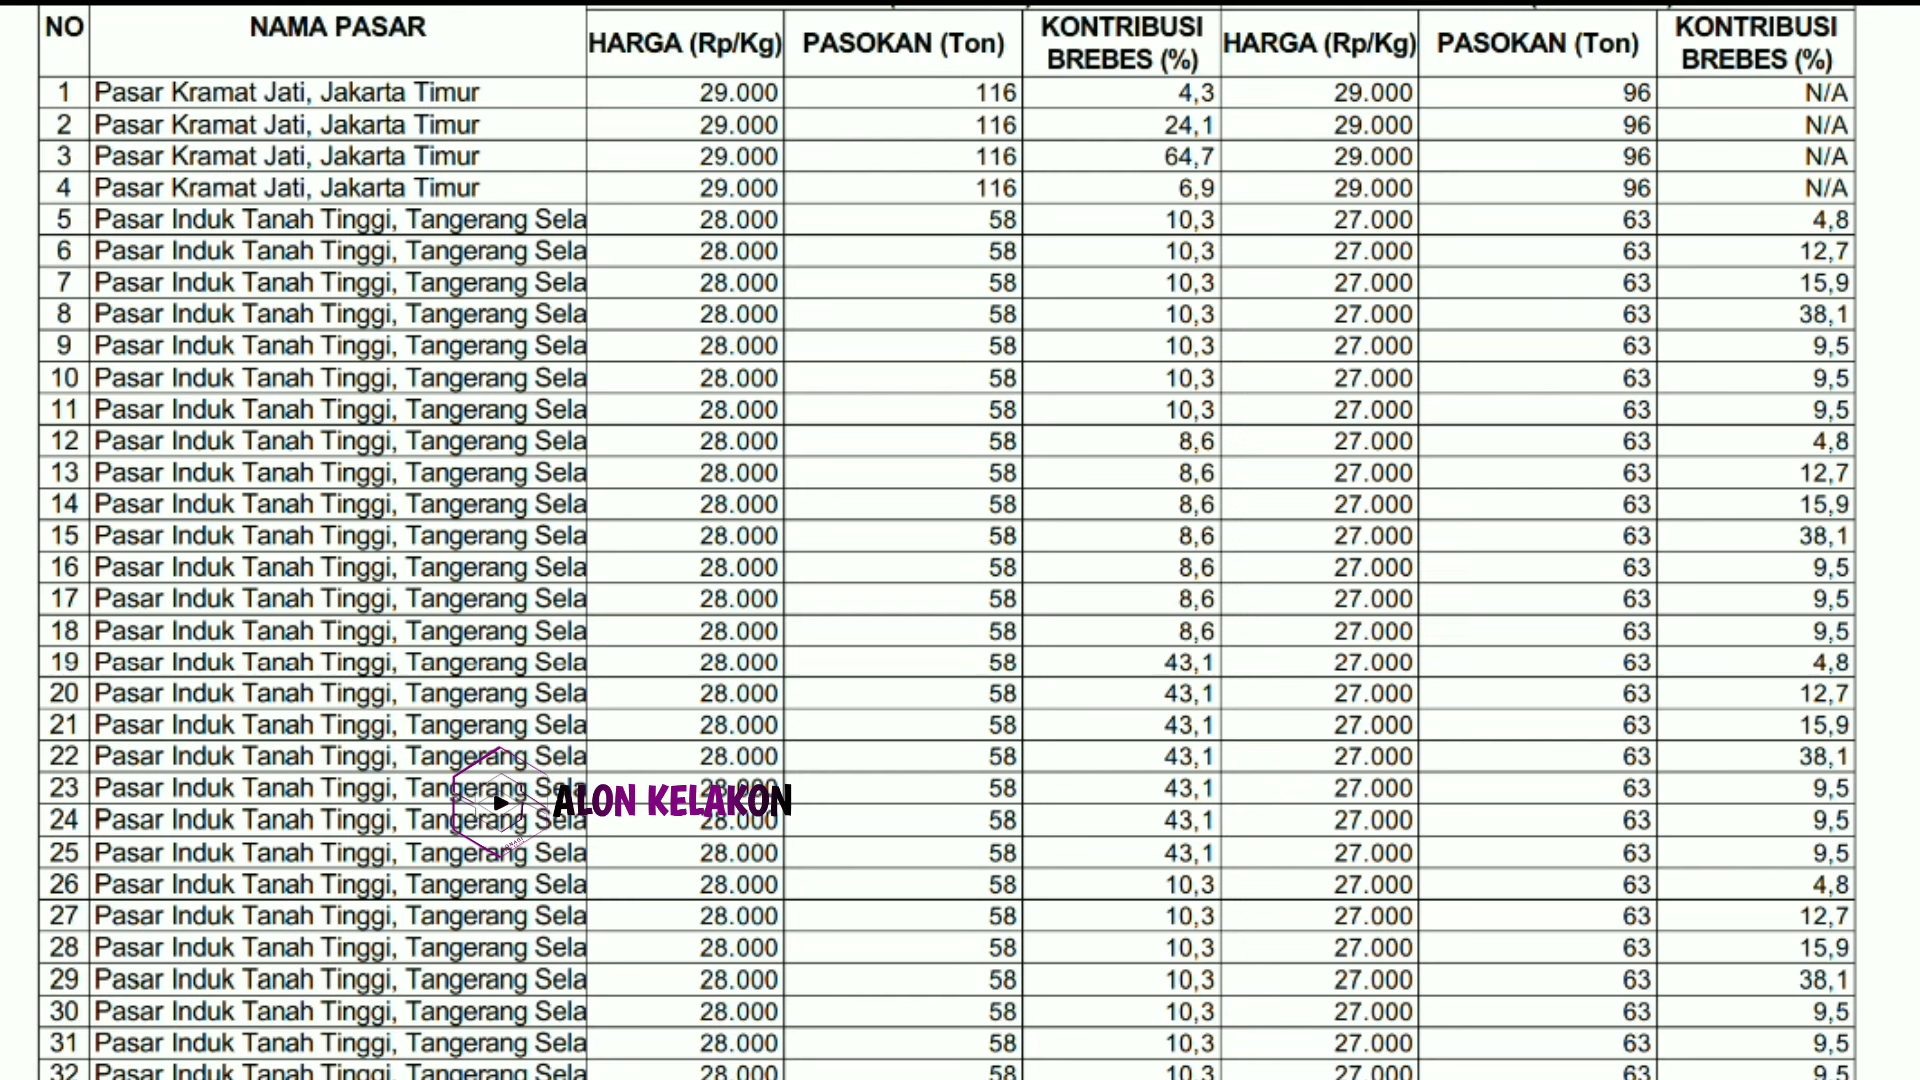 NO NAMA PASAR HARGA (Rp/Kg) PASOKAN (Ton) KONTRIBUSI BREBES (%) HARGA (Rp/Kg) PASOKAN (Ton) KONTRIBUSI BREBES (%)
1 Pasar Kramat Jati, Jakarta Timur 29.000 116 4,3 29.000 96 N/A
2 Pasar Kramat Jati, Jakarta Timur 29.000 116 24,1 29.000 96 N/A
3 Pasar Kramat Jati, Jakarta Timur 29.000 116 64,7 29.000 96 N/A
4 Pasar Kramat Jati, Jakarta Timur 29.000 116 6,9 29.000 96 N/A
5 Pasar Induk Tanah Tinggi, Tangerang Sela 28.000 58 10,3 27.000 63 4,8
6 Pasar Induk Tanah Tinggi, Tangerang Sela 28.000 58 10,3 27.000 63 12,7
7 Pasar Induk Tanah Tinggi, Tangerang Sela 28.000 58 10,3 27.000 63 15,9
8 Pasar Induk Tanah Tinggi, Tangerang Sela 28.000 58 10,3 27.000 63 38,1
9 Pasar Induk Tanah Tinggi, Tangerang Sela 28.000 58 10,3 27.000 63 9,5
10 Pasar Induk Tanah Tinggi, Tangerang Sela 28.000 58 10,3 27.000 63 9,5
11 Pasar Induk Tanah Tinggi, Tangerang Sela 28.000 58 10,3 27.000 63 9,5
12 Pasar Induk Tanah Tinggi, Tangerang Sela 28.000 58 8,6 27.000 63 4,8
13 Pasar Induk Tanah Tinggi, Tangerang Sela 28.000 58 8,6 27.000 63 12,7
14 Pasar Induk Tanah Tinggi, Tangerang Sela 28.000 58 8,6 27.000 63 15,9
15 Pasar Induk Tanah Tinggi, Tangerang Sela 28.000 58 8,6 27.000 63 38,1
16 Pasar Induk Tanah Tinggi, Tangerang Sela 28.000 58 8,6 27.000 63 9,5
17 Pasar Induk Tanah Tinggi, Tangerang Sela 28.000 58 8,6 27.000 63 9,5
18 Pasar Induk Tanah Tinggi, Tangerang Sela 28.000 58 8,6 27.000 63 9,5
19 Pasar Induk Tanah Tinggi, Tangerang Sela 28.000 58 43,1 27.000 63 4,8
20 Pasar Induk Tanah Tinggi, Tangerang Sela 28.000 58 43,1 27.000 63 12,7
21 Pasar Induk Tanah Tinggi, Tangerang Sela 28.000 58 43,1 27.000 63 15,9
22 Pasar Induk Tanah Tinggi, Tangerang Sela 28.000 58 43,1 27.000 63 38,1
23 Pasar Induk Tanah Tinggi, Tangerang Sela 28.000 58 43,1 27.000 63 9,5
ALON KELAKON
24 Pasar Induk Tanah Tinggi, Tangerang Sela 28.000 58 43,1 27.000 63 9,5
25 Pasar Induk Tanah Tinggi, Tangerang Sela 28.000 58 43,1 27.000 63 9,5
26 Pasar Induk Tanah Tinggi, Tangerang Sela 28.000 58 10,3 27.000 63 4,8
27 Pasar Induk Tanah Tinggi, Tangerang Sela 28.000 58 10,3 27.000 63 12,7
28 Pasar Induk Tanah Tinggi, Tangerang Sela 28.000 58 10,3 27.000 63 15,9
29 Pasar Induk Tanah Tinggi, Tangerang Sela 28.000 58 10,3 27.000 63 38,1
30 Pasar Induk Tanah Tinggi, Tangerang Sela 28.000 58 10,3 27.000 63 9,5
31 Pasar Induk Tanah Tinggi, Tangerang Sela 28.000 58 10,3 27.000 63 9,5
32 Pasar Induk Tanah Tinggi, Tangerang Sela 28.000 58 10,3 27.000 63 9,5